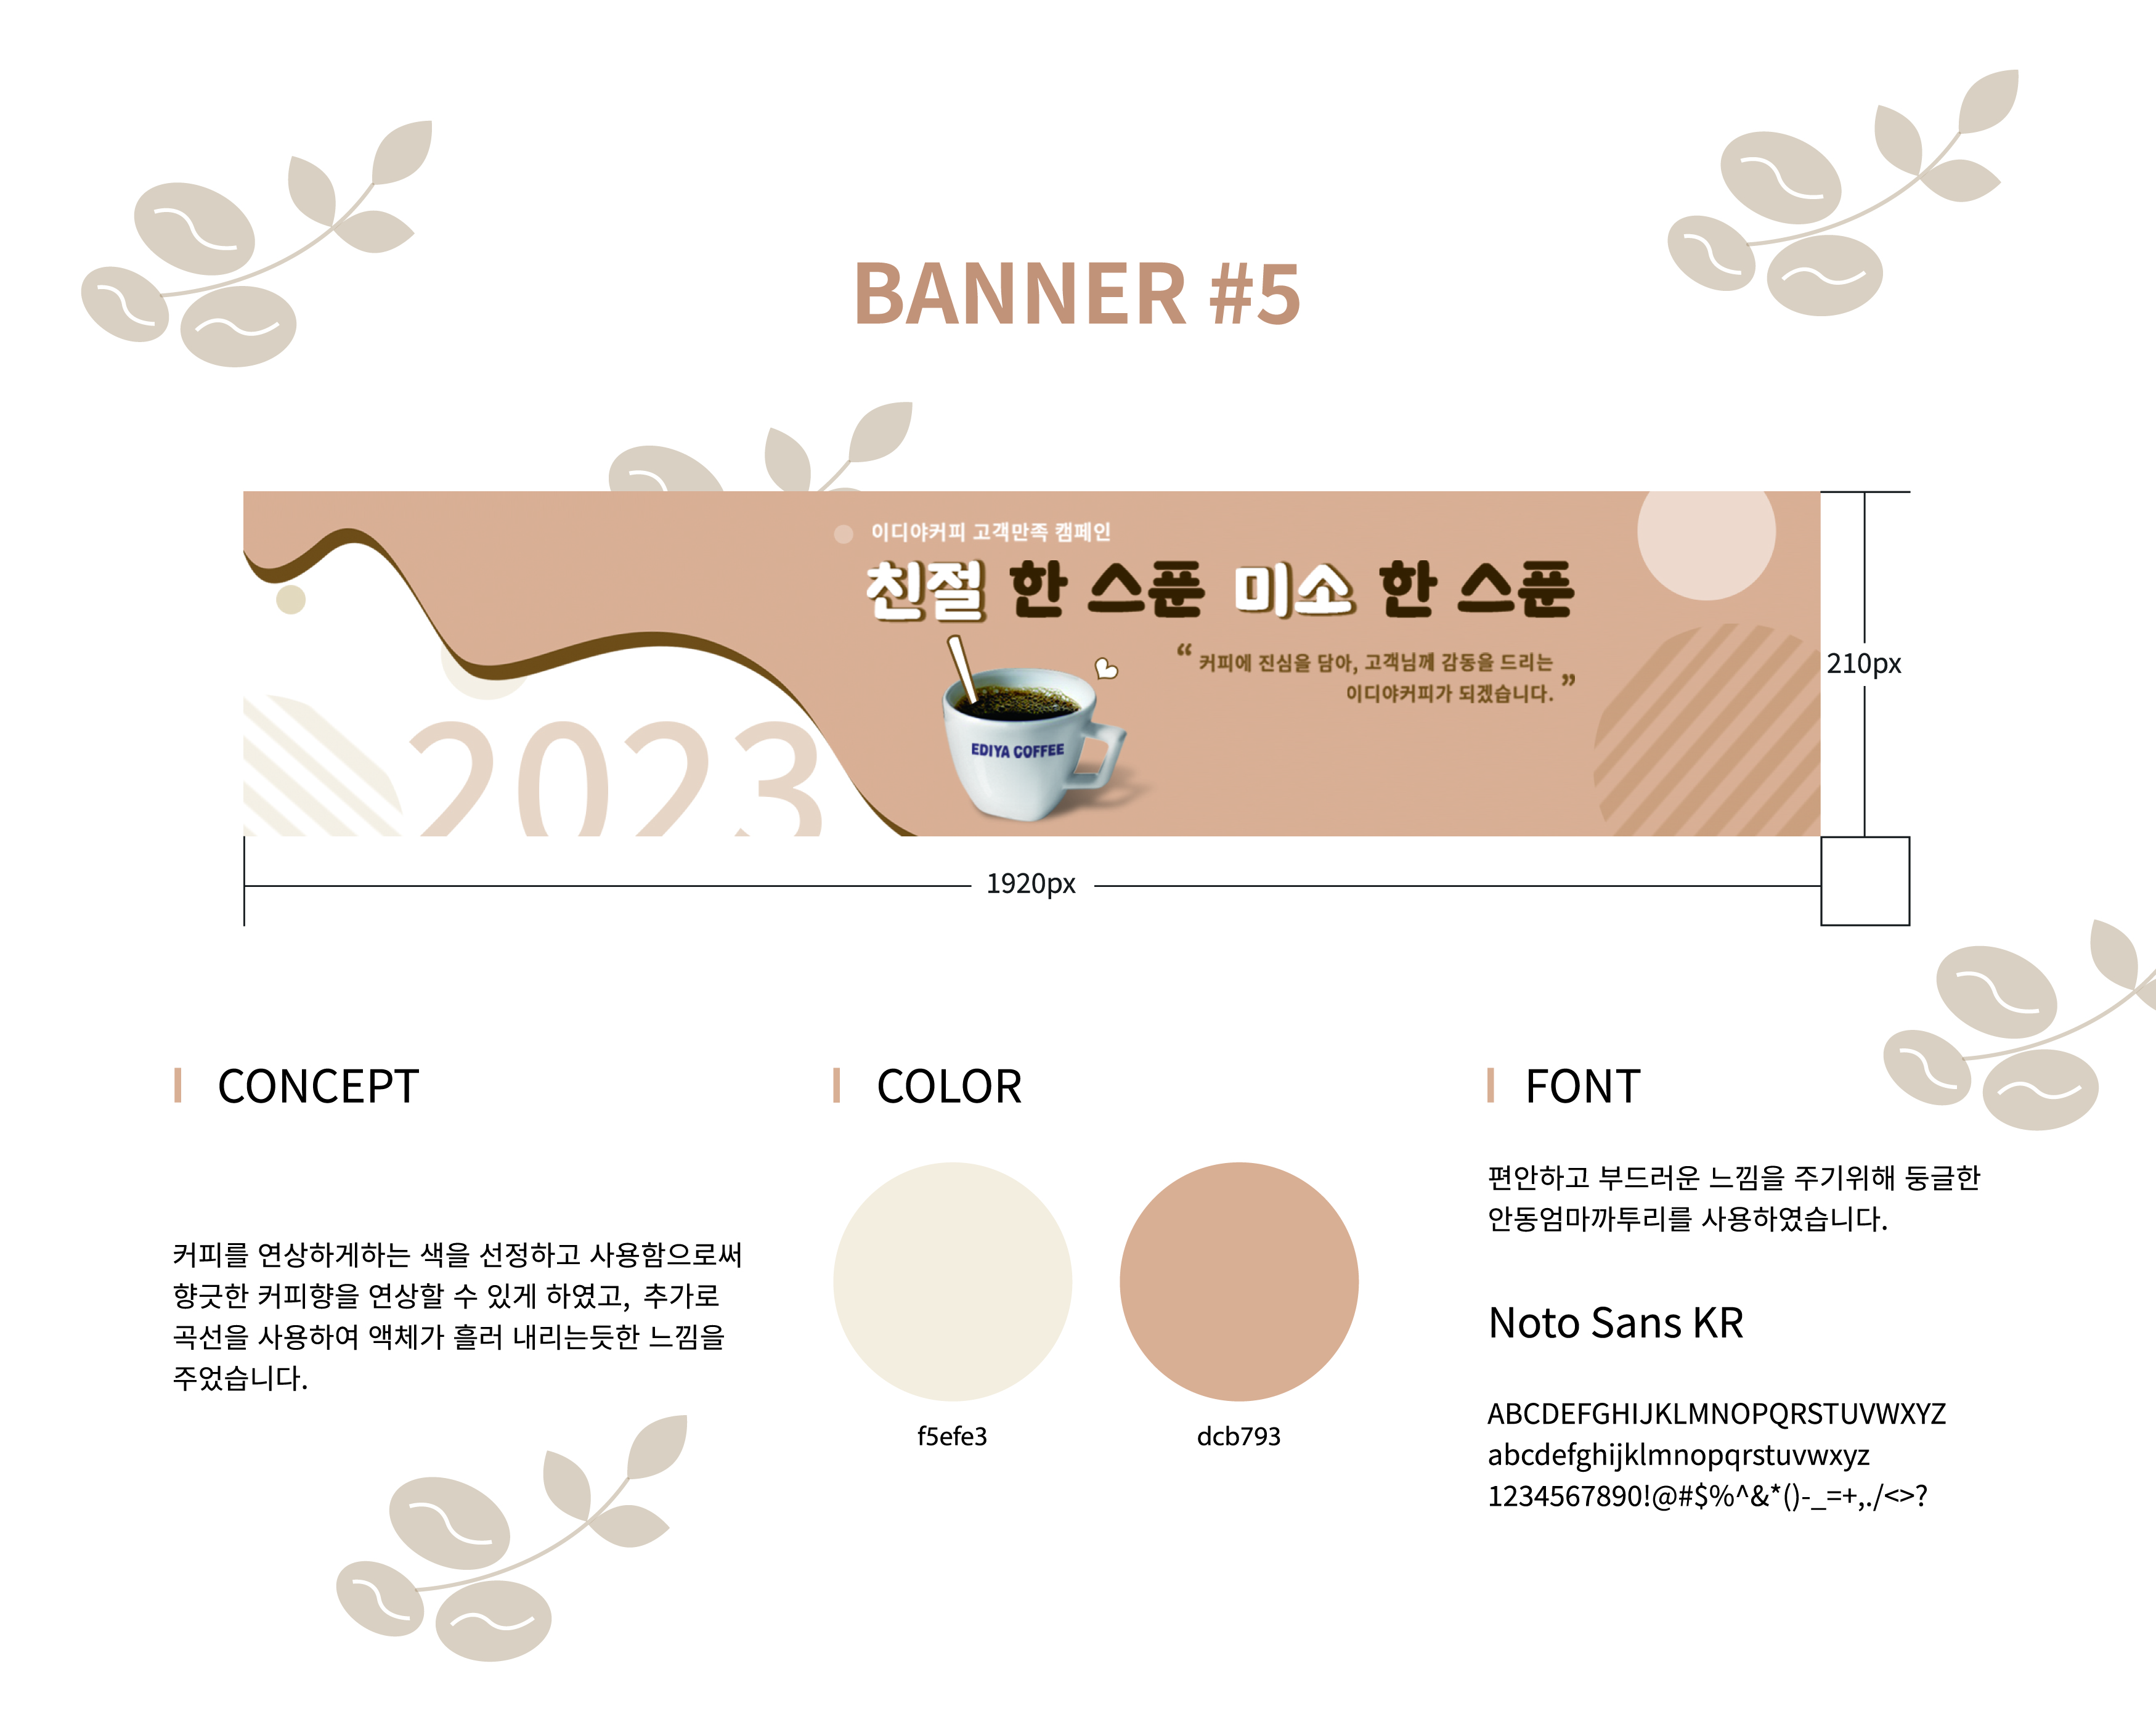 BANNER #5
이디야커피 고객만족 캠페인
친절 한 스푼 미소 한 스푼
“ 커피에 진심을 담아, 고객님께 감동을 드리는
이디야커피가 되겠습니다. ”
EDIYA COFFEE
2023
210px
1920px
CONCEPT
커피를 연상하게하는 색을 선정하고 사용함으로써
향긋한 커피향을 연상할 수 있게 하였고, 추가로
곡선을 사용하여 액체가 흘러 내리는듯한 느낌을
주었습니다.
COLOR
f5efe3
dcb793
FONT
편안하고 부드러운 느낌을 주기위해 둥글한
안동엄마까투리를 사용하였습니다.
Noto Sans KR
ABCDEFGHIJKLMNOPQRSTUVWXYZ
abcdefghijklmnopqrstuvwxyz
1234567890!@#$%^&*()-_=+,./<>?